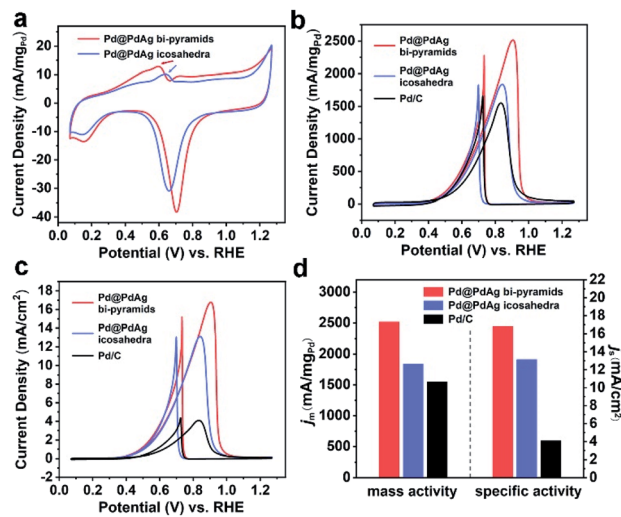 a
Current Density (mA/mgPd)
20
10
0
-10
-20
-30
-40
Pd@PdAg bi-pyramids
Pd@PdAg icosahedra
0.0 0.2 0.4 0.6 0.8 1.0 1.2
Potential (V) vs. RHE
b
Current Density (mA/mgPd)
2500
2000
1500
1000
500
0
Pd@PdAg
bi-pyramids
Pd@PdAg
icosahedra
Pd/C
0.0 0.2 0.4 0.6 0.8 1.0 1.2
Potential (V) vs. RHE
c
Current Density (mA/cm²)
18
16
14
12
10
8
6
4
2
0
Pd@PdAg
bi-pyramids
Pd@PdAg
icosahedra
Pd/C
0.0 0.2 0.4 0.6 0.8 1.0 1.2
Potential (V) vs. RHE
d
jm (mA/mgPd)
3000
2500
2000
1500
1000
500
0
Pd@PdAg bi-pyramids
Pd@PdAg icosahedra
Pd/C
mass activity specific activity
22
20
18
16
14
12
10
8
6
4
2
0
Js (mA/cm²)